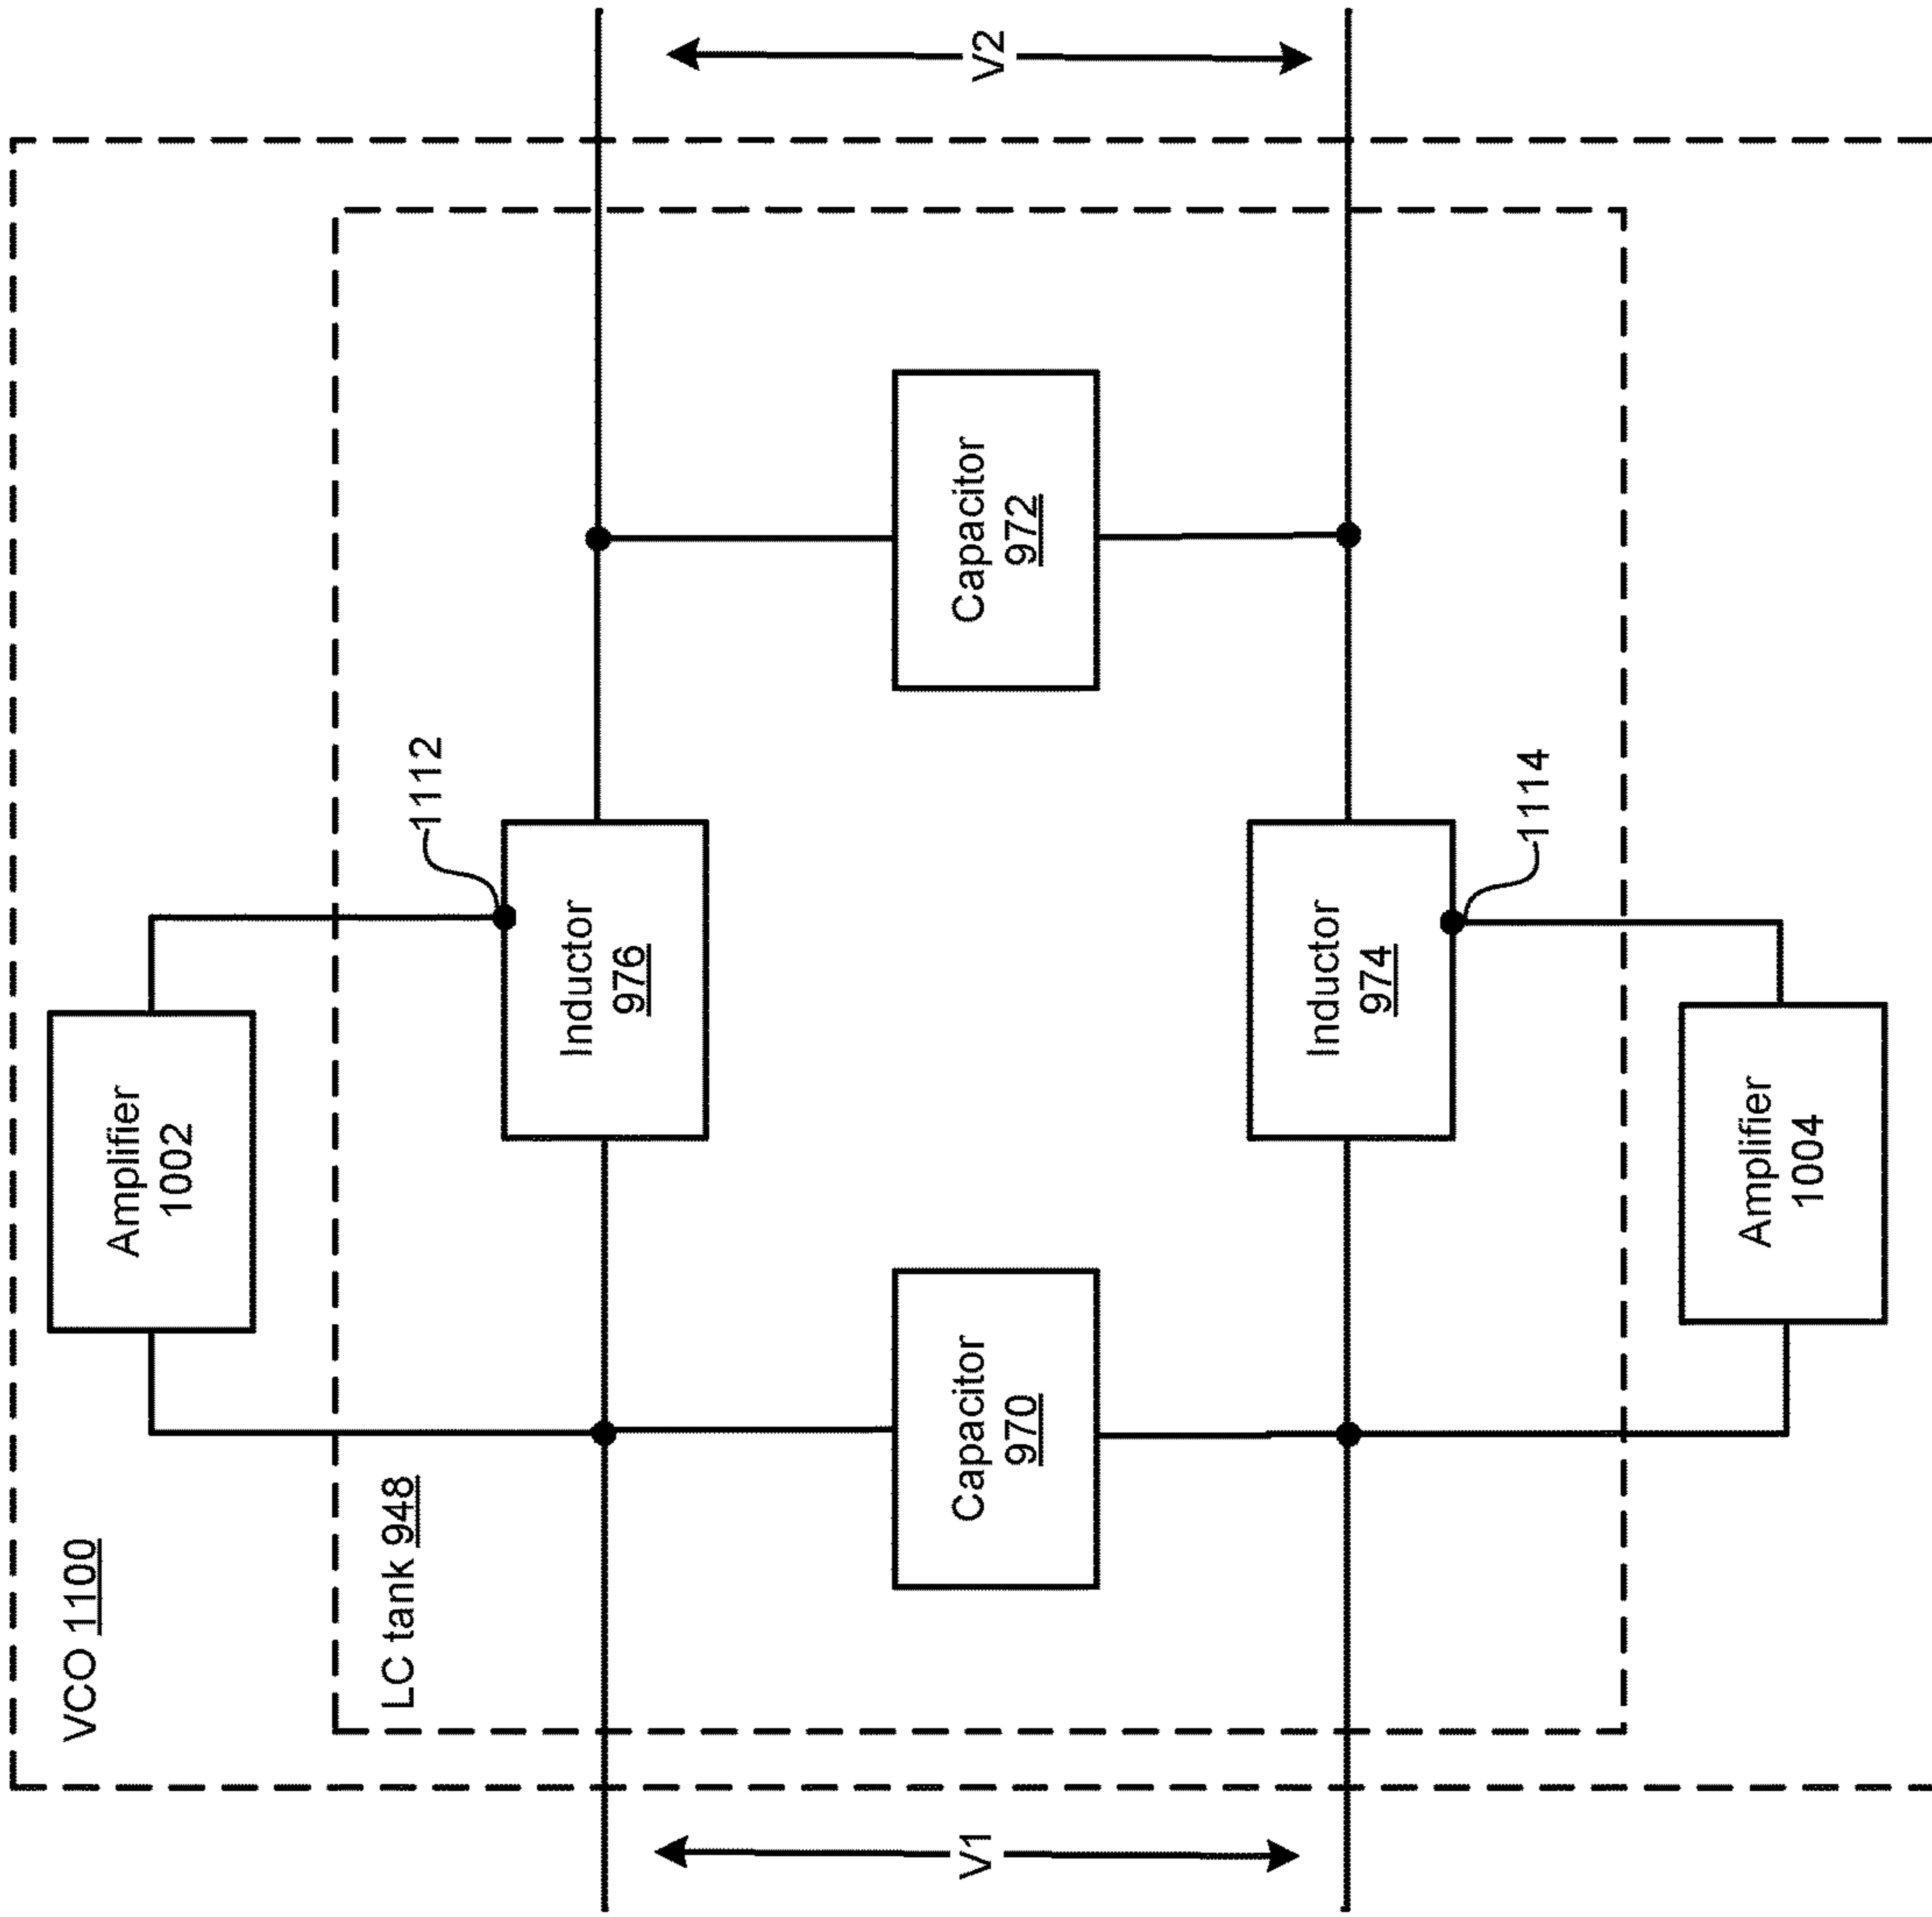 VCO 1100
LC tank 948
Amplifier
1002
1112
Inductor
976
V1
Capacitor
970
Capacitor
972
V2
Inductor
974
1114
Amplifier
1004